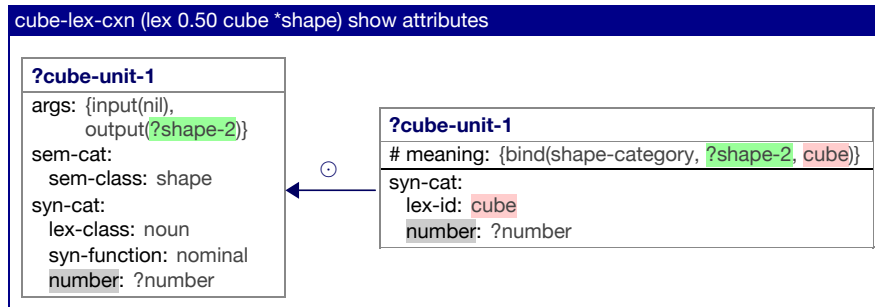 cube-lex-cxn (lex 0.50 cube *shape) show attributes
?cube-unit-1
args: {input(nil),
output(?shape-2)}
sem-cat:
sem-class: shape
syn-cat:
lex-class: noun
syn-function: nominal
number: ?number
⊙
?cube-unit-1
# meaning: {bind(shape-category, ?shape-2, cube)}
syn-cat:
lex-id: cube
number: ?number